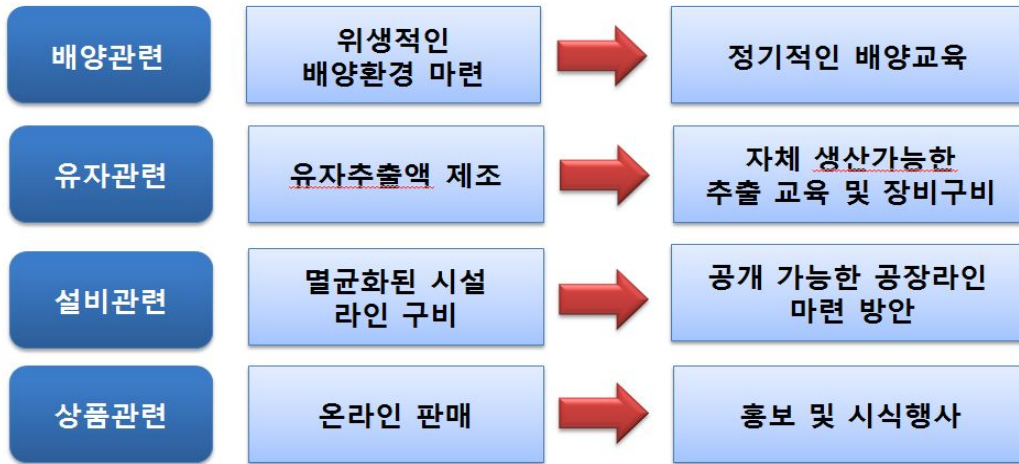 배양관련
위생적인
배양환경 마련
정기적인 배양교육
유자관련
유자추출액 제조
자체 생산가능한
추출 교육 및 장비구비
설비관련
멸균화된 시설
라인 구비
공개 가능한 공장라인
마련 방안
상품관련
온라인 판매
홍보 및 시식행사